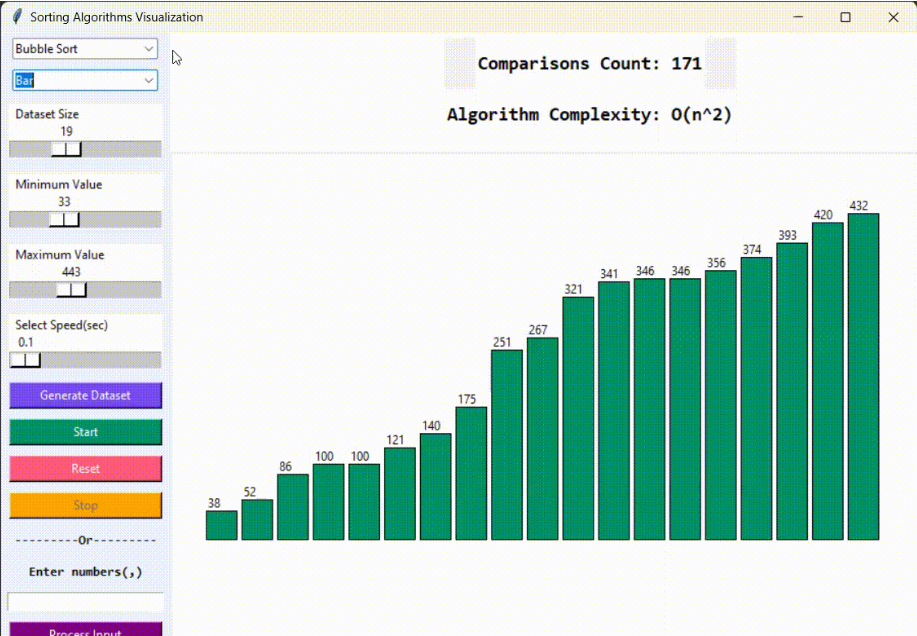 Sorting Algorithms Visualization
Bubble Sort
Bar
Dataset Size
19
Minimum Value
33
Maximum Value
443
Select Speed(sec)
0.1
Generate Dataset
Start
Reset
Stop
---------Or---------
Enter numbers(,)
Process Input
Comparisons Count: 171
Algorithm Complexity: O(n^2)
38
52
86
100
100
121
140
175
251
267
321
341
346
346
356
374
393
420
432